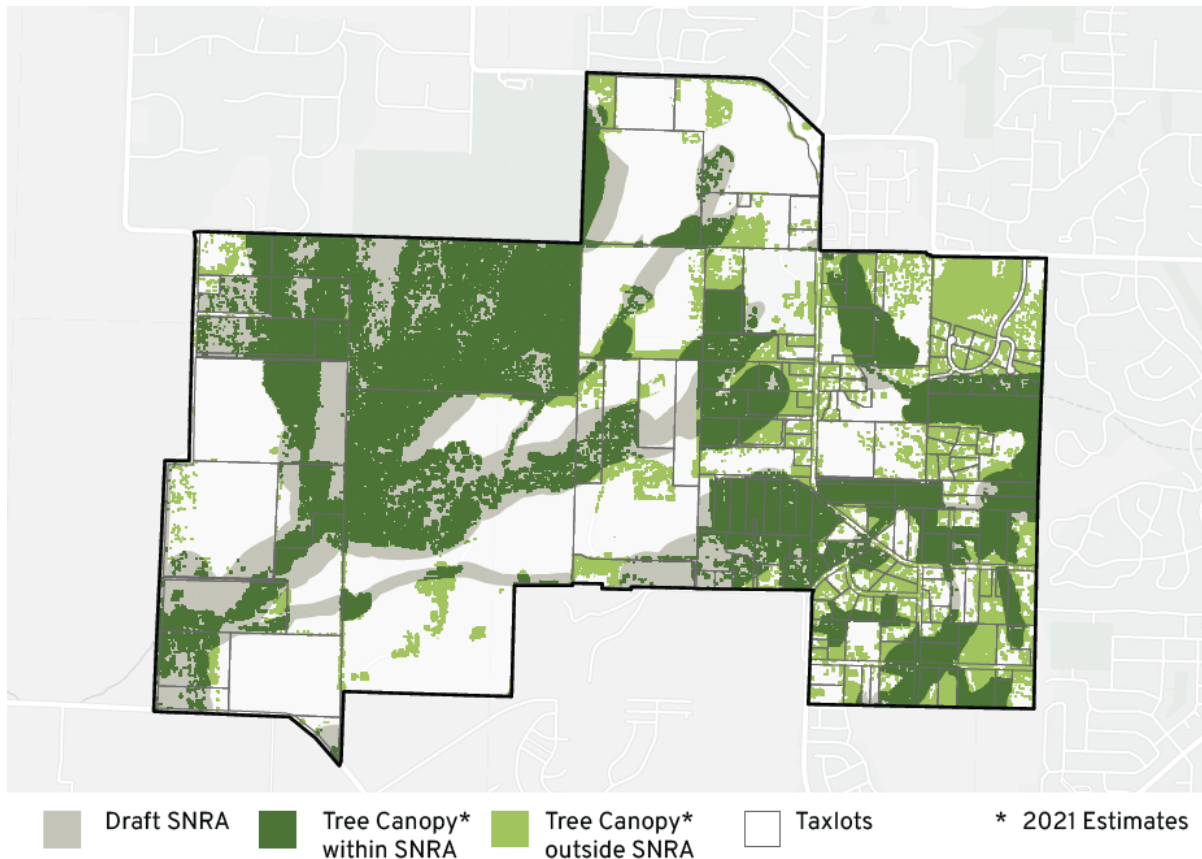 Draft SNRA
Tree Canopy*
within SNRA
Tree Canopy*
outside SNRA
Taxlots
* 2021 Estimates